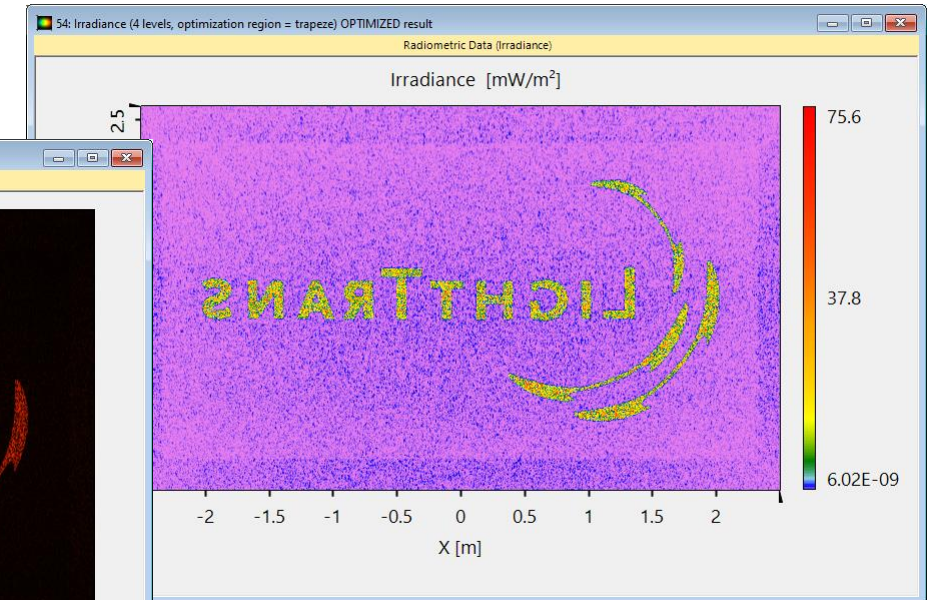 54: Irradiance (4 levels, optimization region = trapeze) OPTIMIZED result
Radiometric Data (Irradiance)
Irradiance [mW/m²]
2.5
75.6
LIGHTTRANS
37.8
6.02E-09
-2 -1.5 -1 -0.5 0 0.5 1 1.5 2
X [m]